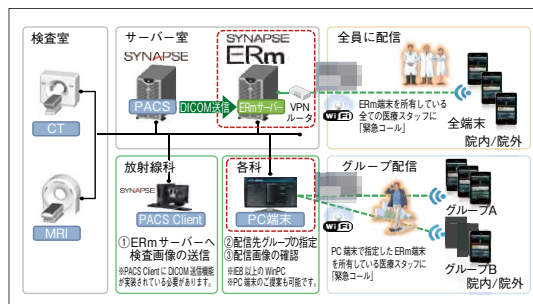 検査室
CT
MRI
サーバー室
SYNAPSE
PACS
DICOM送信
SYNAPSE
ERm
ERmサーバー
VPN
ルータ
放射線科
SYNAPSE
PACS Client
①ERmサーバーへ
検査画像の送信
※PACS ClientにDICOM送信機能
が実装されている必要があります。
各科
PC端末
②配信先グループの指定
③配信画像の確認
※IE8 以上のWinPC
※PC 端末のご提案も可能です。
全員に配信
WiFi
ERm端末を所有している
全ての医療スタッフに
「緊急コール」
全端末
院内/院外
グループ配信
WiFi
PC 端末で指定した ERm端末
を所有している医療スタッフに
「緊急コール」
グループA
グループB
院内/院外